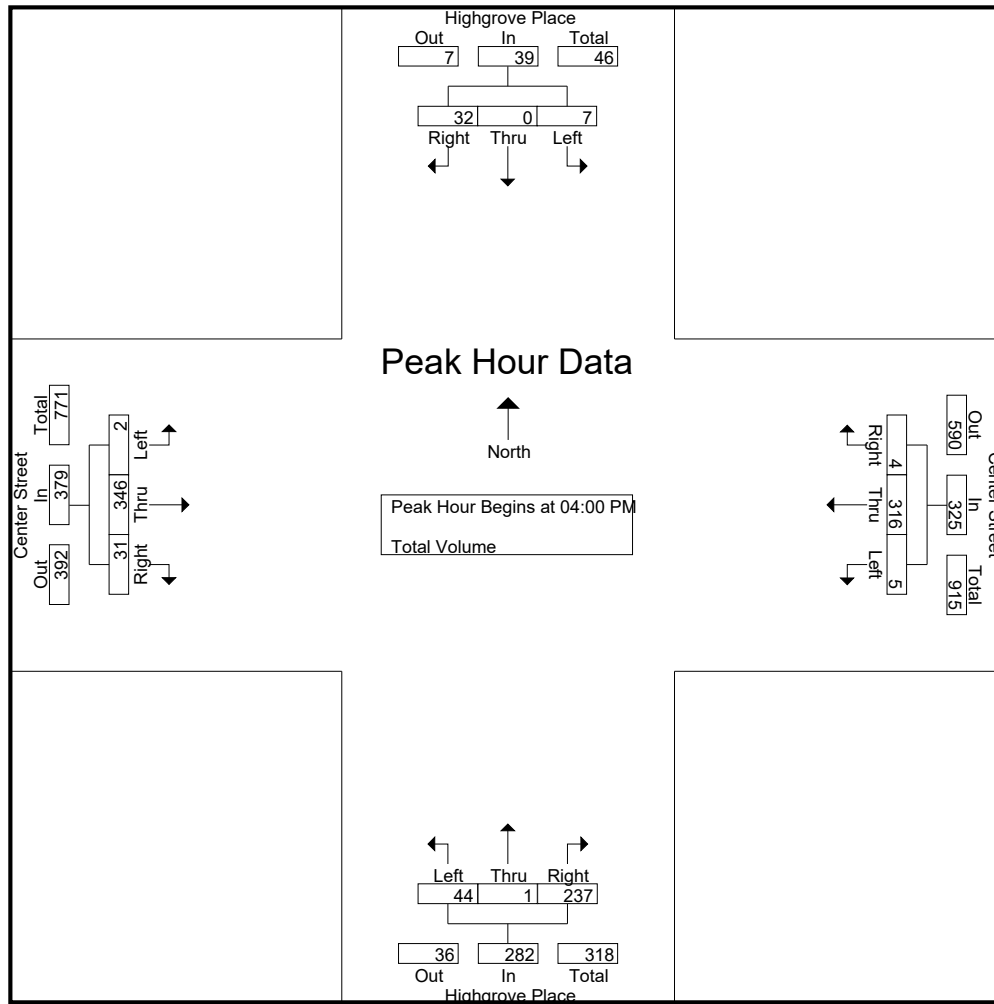 Highgrove Place
Out In Total
7 39 46
32 0 7
Right Thru Left
Peak Hour Data
North
Peak Hour Begins at 04:00 PM
Total Volume
Center Street
Out In Total
392 379 771
31 346 2
Right Thru Left
Center Street
Out In Total
590 325 915
4 316 5
Right Thru Left
Left Thru Right
44 1 237
36 282 318
Out In Total
Highgrove Place